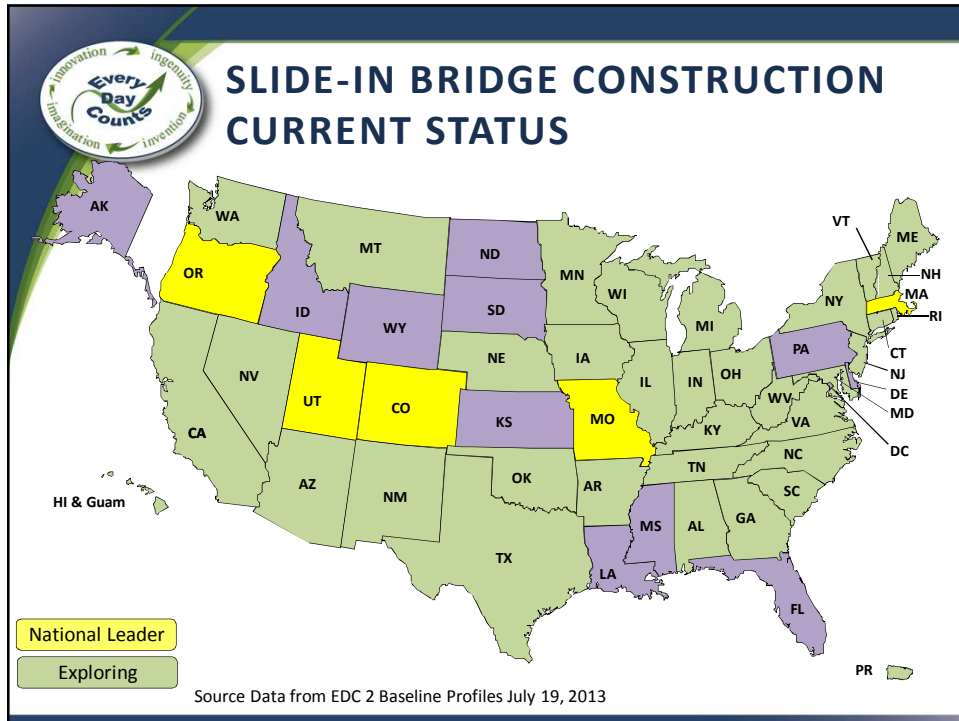 innovation
ingenuity
invention
imagination
Every
Day
Counts
SLIDE-IN BRIDGE CONSTRUCTION
CURRENT STATUS
AK
WA
MT
ND
MN
VT
ME
OR
ID
WY
SD
WI
MI
NY
NH
MA
RI
NE
IA
PA
CT
NJ
DE
MD
DC
NV
UT
CO
KS
MO
IL
IN
OH
WV
VA
KY
CA
AZ
NM
OK
AR
TN
NC
SC
HI & Guam
TX
LA
MS
AL
GA
FL
PR
National Leader
Exploring
Source Data from EDC 2 Baseline Profiles July 19, 2013